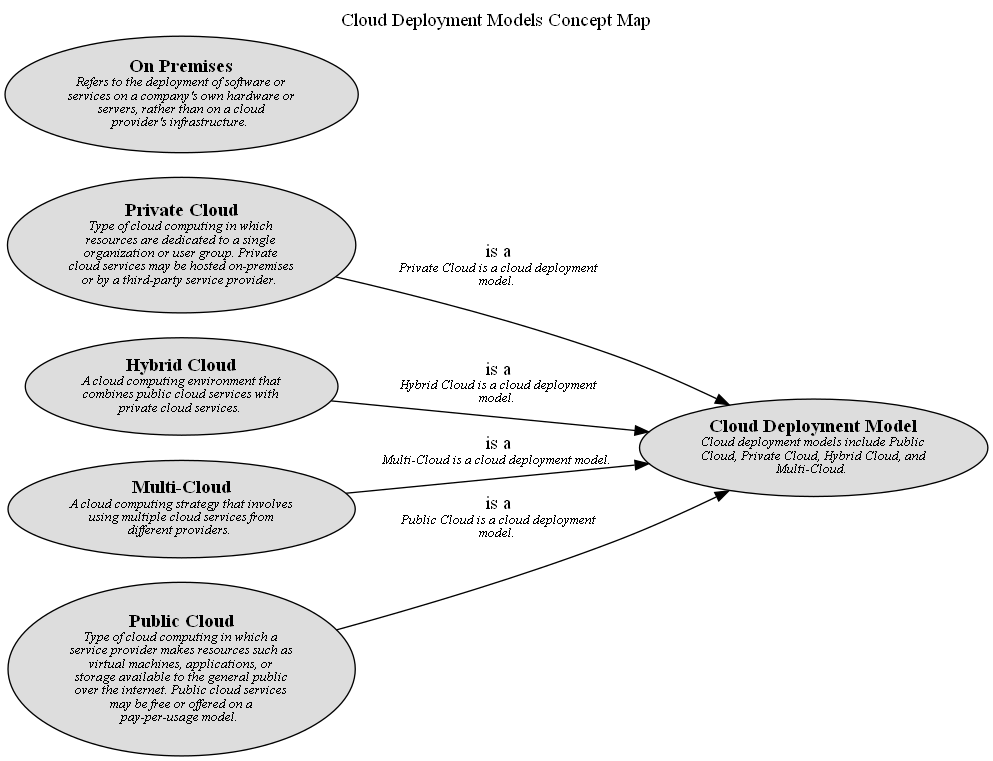 Cloud Deployment Models Concept Map
On Premises
Refers to the deployment of software or
services on a company's own hardware or
servers, rather than on a cloud
provider's infrastructure.
Private Cloud
Type of cloud computing in which
resources are dedicated to a single
organization or user group. Private
cloud services may be hosted on-premises
or by a third-party service provider.
is a
Private Cloud is a cloud deployment
model.
Hybrid Cloud
A cloud computing environment that
combines public cloud services with
private cloud services.
is a
Hybrid Cloud is a cloud deployment
model.
Cloud Deployment Model
Cloud deployment models include Public
Cloud, Private Cloud, Hybrid Cloud, and
Multi-Cloud.
is a
Multi-Cloud is a cloud deployment model.
Multi-Cloud
A cloud computing strategy that involves
using multiple cloud services from
different providers.
is a
Public Cloud is a cloud deployment
model.
Public Cloud
Type of cloud computing in which a
service provider makes resources such as
virtual machines, applications, or
storage available to the general public
over the internet. Public cloud services
may be free or offered on a
pay-per-usage model.